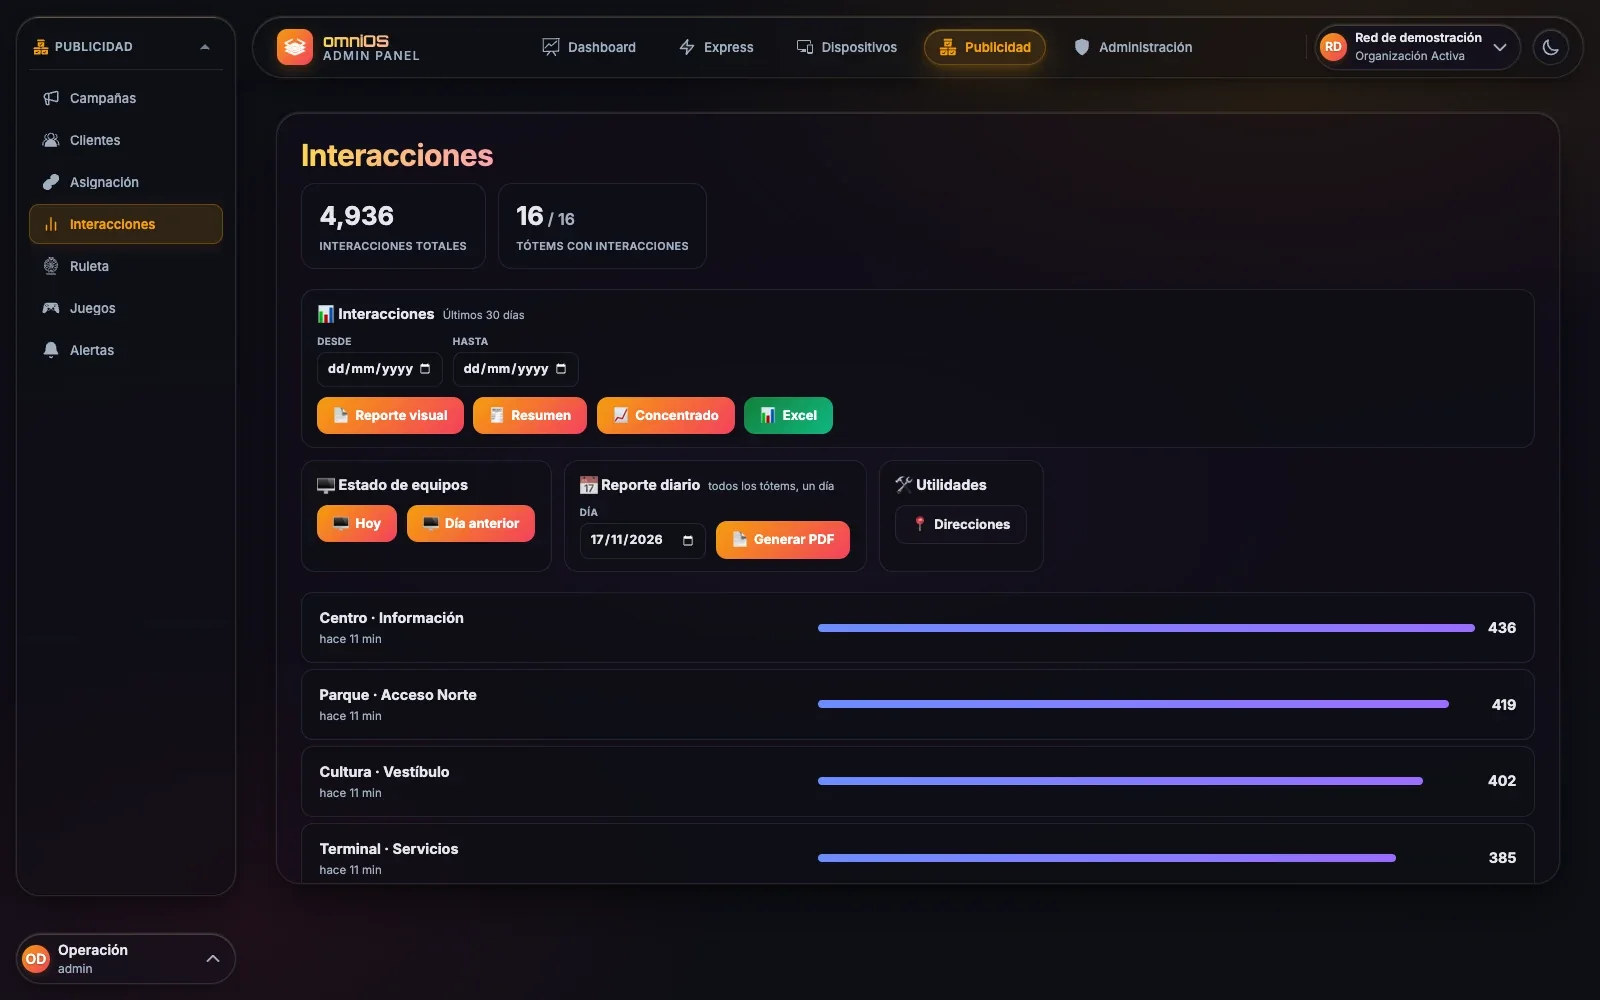 PUBLICIDAD
Campañas
Clientes
Asignación
Interacciones
Ruleta
Juegos
Alertas
OD
Operación
admin
omniOS
ADMIN PANEL
Dashboard
Express
Dispositivos
Publicidad
Administración
RD
Red de demostración
Organización Activa
Interacciones
4,936
INTERACCIONES TOTALES
16 / 16
TÓTEMS CON INTERACCIONES
Interacciones Últimos 30 días
DESDE HASTA
dd/mm/yyyy dd/mm/yyyy
Reporte visual Resumen Concentrado Excel
Estado de equipos
Hoy Día anterior
17 Reporte diario todos los tótems, un día
DÍA
17/11/2026 Generar PDF
Utilidades
Direcciones
Centro · Información
hace 11 min
436
Parque · Acceso Norte
hace 11 min
419
Cultura · Vestíbulo
hace 11 min
402
Terminal · Servicios
hace 11 min
385